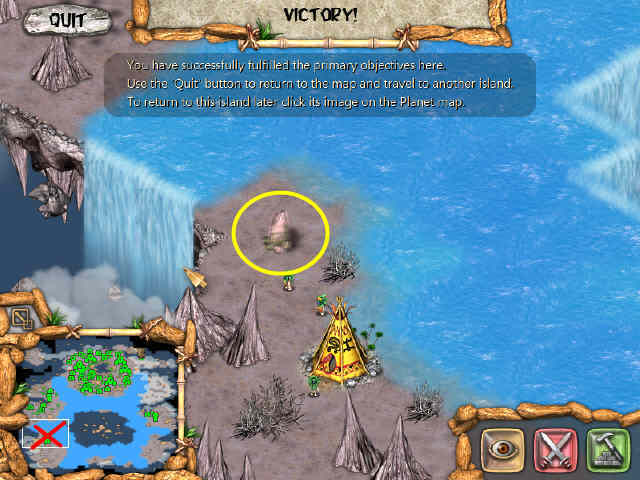 QUIT
VICTORY!
You have successfully fulfilled the primary objectives here.
Use the 'Quit' button to return to the map and travel to another island.
To return to this island later click its image on the Planet map.